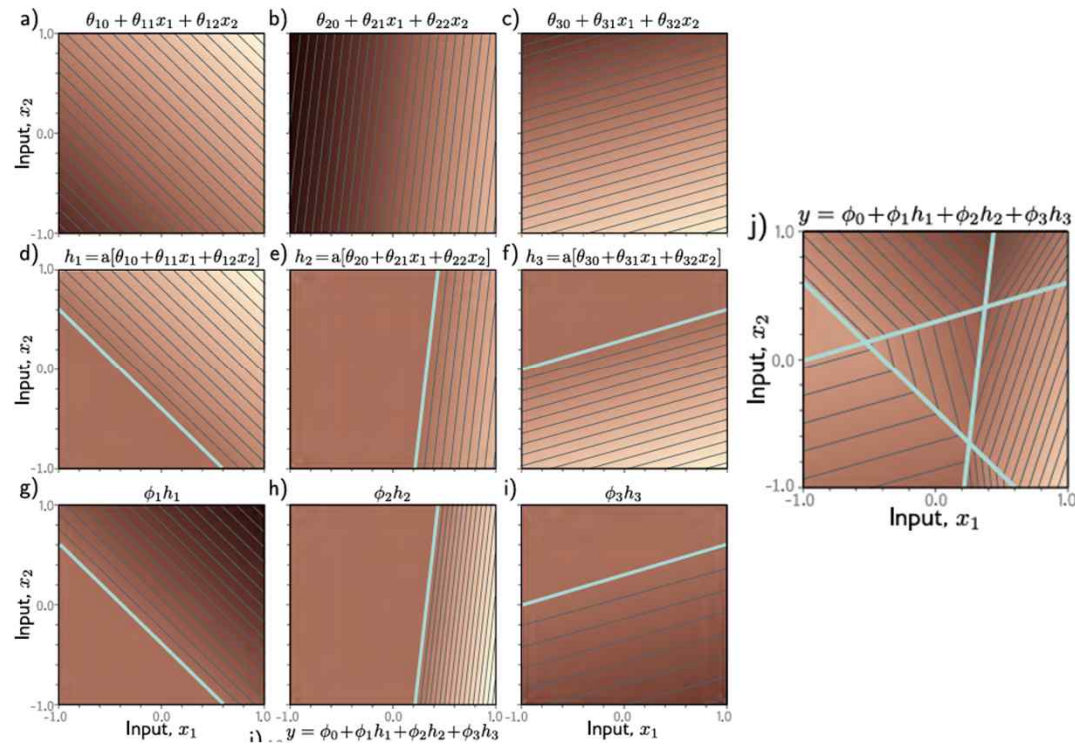 a) θ₁₀ + θ₁₁x₁ + θ₁₂x₂ b) θ₂₀ + θ₂₁x₁ + θ₂₂x₂ c) θ₃₀ + θ₃₁x₁ + θ₃₂x₂
1.0
Input, x₂
0.0
-1.0
d) h₁=a[θ₁₀+θ₁₁x₁+θ₁₂x₂] e) h₂=a[θ₂₀+θ₂₁x₁+θ₂₂x₂] f) h₃=a[θ₃₀+θ₃₁x₁+θ₃₂x₂]
1.0
Input, x₂
0.0
-1.0
g) ϕ₁h₁ h) ϕ₂h₂ i) ϕ₃h₃
1.0
Input, x₂
0.0
-1.0
-1.0 0.0 1.0 -1.0 0.0 1.0 -1.0 0.0 1.0
Input, x₁ y = ϕ₀+ϕ₁h₁+ϕ₂h₂+ϕ₃h₃ Input, x₁
j) y = ϕ₀+ϕ₁h₁+ϕ₂h₂+ϕ₃h₃
1.0
Input, x₂
0.0
-1.0
-1.0 0.0 1.0
Input, x₁